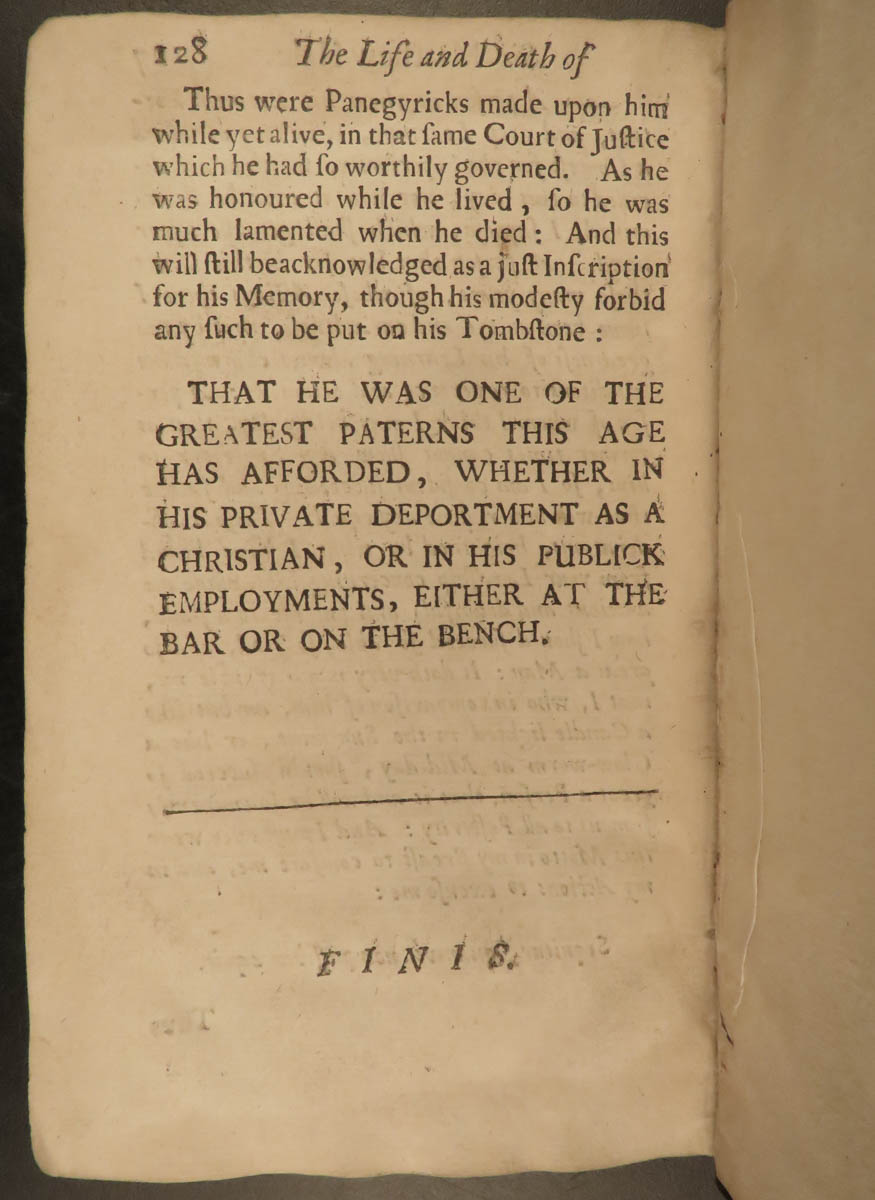 128 The Life and Death of
Thus were Panegyricks made upon him
while yet alive, in that ſame Court of Juſtice
which he had ſo worthily governed. As he
was honoured while he lived , ſo he was
much lamented when he died : And this
will ſtill beacknowledged as a juſt Inſcription
for his Memory, though his modeſty forbid
any ſuch to be put on his Tombſtone :
THAT HE WAS ONE OF THE
GREATEST PATERNS THIS AGE
HAS AFFORDED, WHETHER IN
HIS PRIVATE DEPORTMENT AS A
CHRISTIAN , OR IN HIS PUBLICK
EMPLOYMENTS, EITHER AT THE
BAR OR ON THE BENCH.
FINIS.